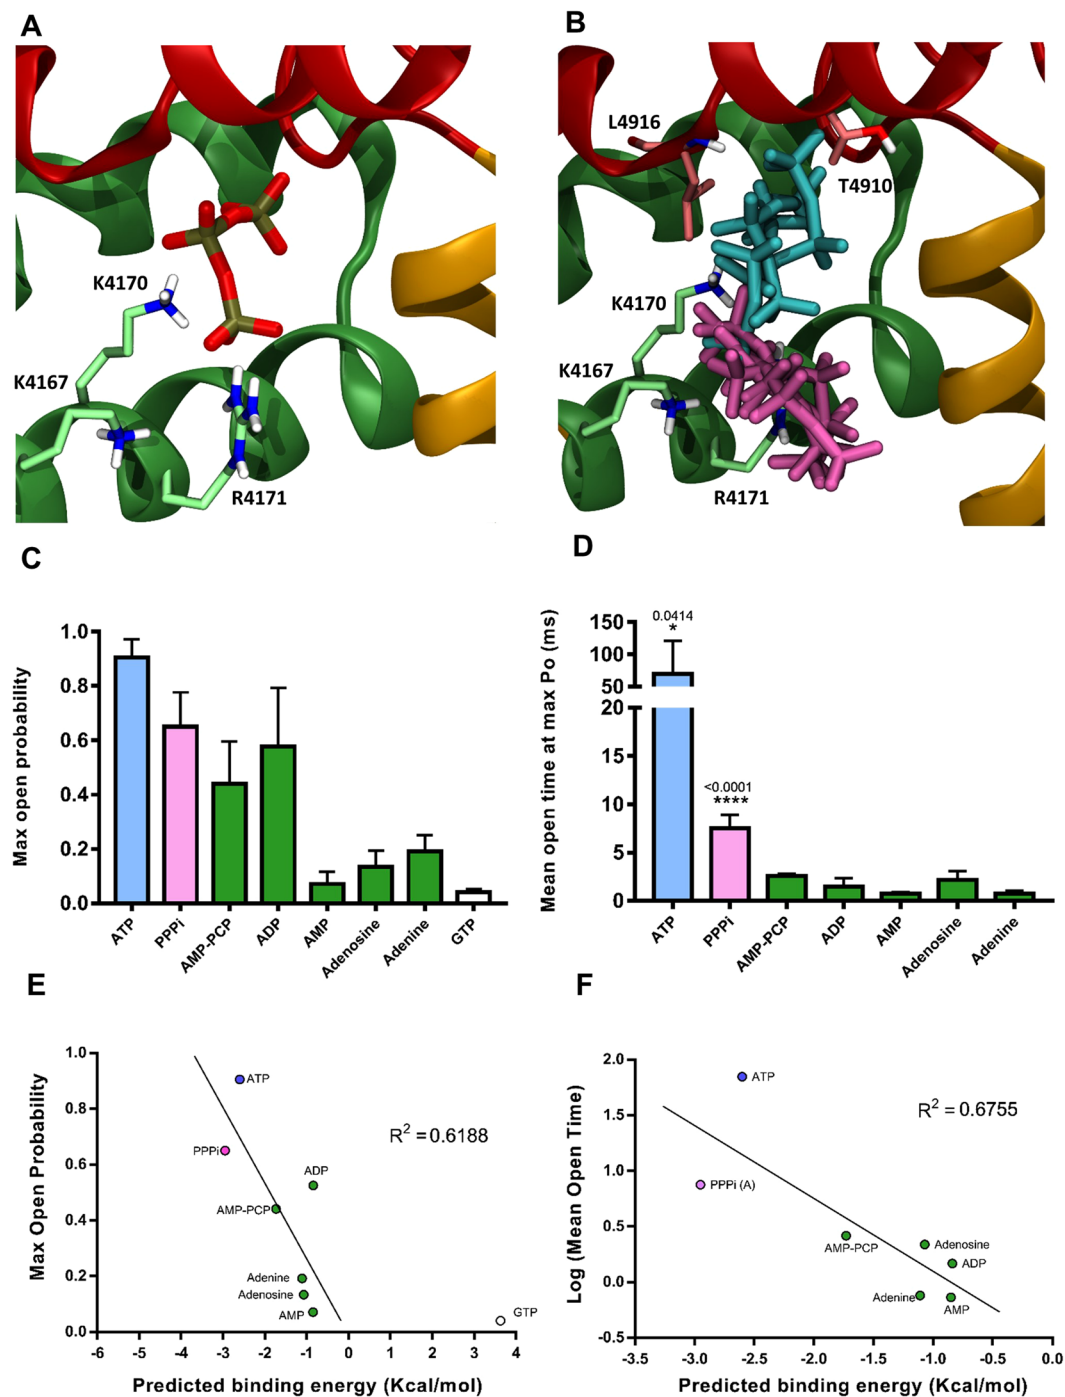 A
B
K4170
K4167
R4171
L4916
T4910
K4170
K4167
R4171
C
D
Max open probability
1.0
0.8
0.6
0.4
0.2
0.0
ATP
PPPi
AMP-PCP
ADP
AMP
Adenosine
Adenine
GTP
Mean open time at max Po (ms)
150
100
50
20
15
10
5
0
0.0414
*
<0.0001
****
ATP
PPPi
AMP-PCP
ADP
AMP
Adenosine
Adenine
E
F
Max Open Probability
1.0
0.8
0.6
0.4
0.2
0.0
ATP
R² = 0.6188
PPPi
ADP
AMP-PCP
Adenine
Adenosine
AMP
GTP
-6 -5 -4 -3 -2 -1 0 1 2 3 4
Predicted binding energy (Kcal/mol)
Log (Mean Open Time)
2.0
1.5
1.0
0.5
0.0
-0.5
ATP
R² = 0.6755
PPPi (A)
AMP-PCP
Adenosine
ADP
Adenine
AMP
-3.5 -3.0 -2.5 -2.0 -1.5 -1.0 -0.5 0.0
Predicted binding energy (Kcal/mol)